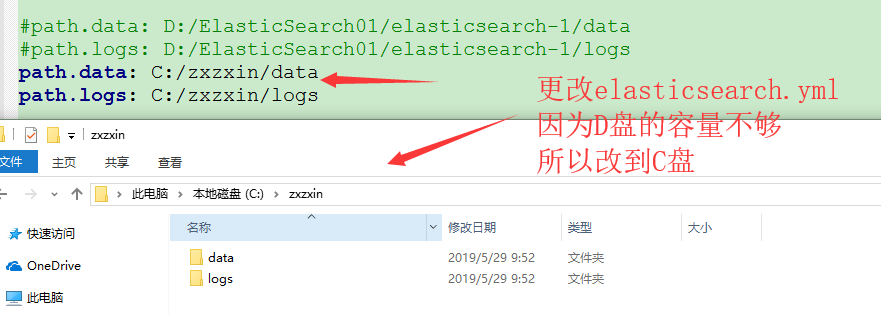 #path.data: D:/ElasticSearch01/elasticsearch-1/data
#path.logs: D:/ElasticSearch01/elasticsearch-1/logs
path.data: C:/zxzxin/data
path.logs: C:/zxzxin/logs
更改elasticsearch.yml
因为D盘的容量不够
所以改到C盘
zxzxin
文件 主页 共享 查看
此电脑 本地磁盘 (C:) zxzxin
名称 修改日期 类型 大小
快速访问
OneDrive
此电脑
data 2019/5/29 9:52 文件夹
logs 2019/5/29 9:52 文件夹